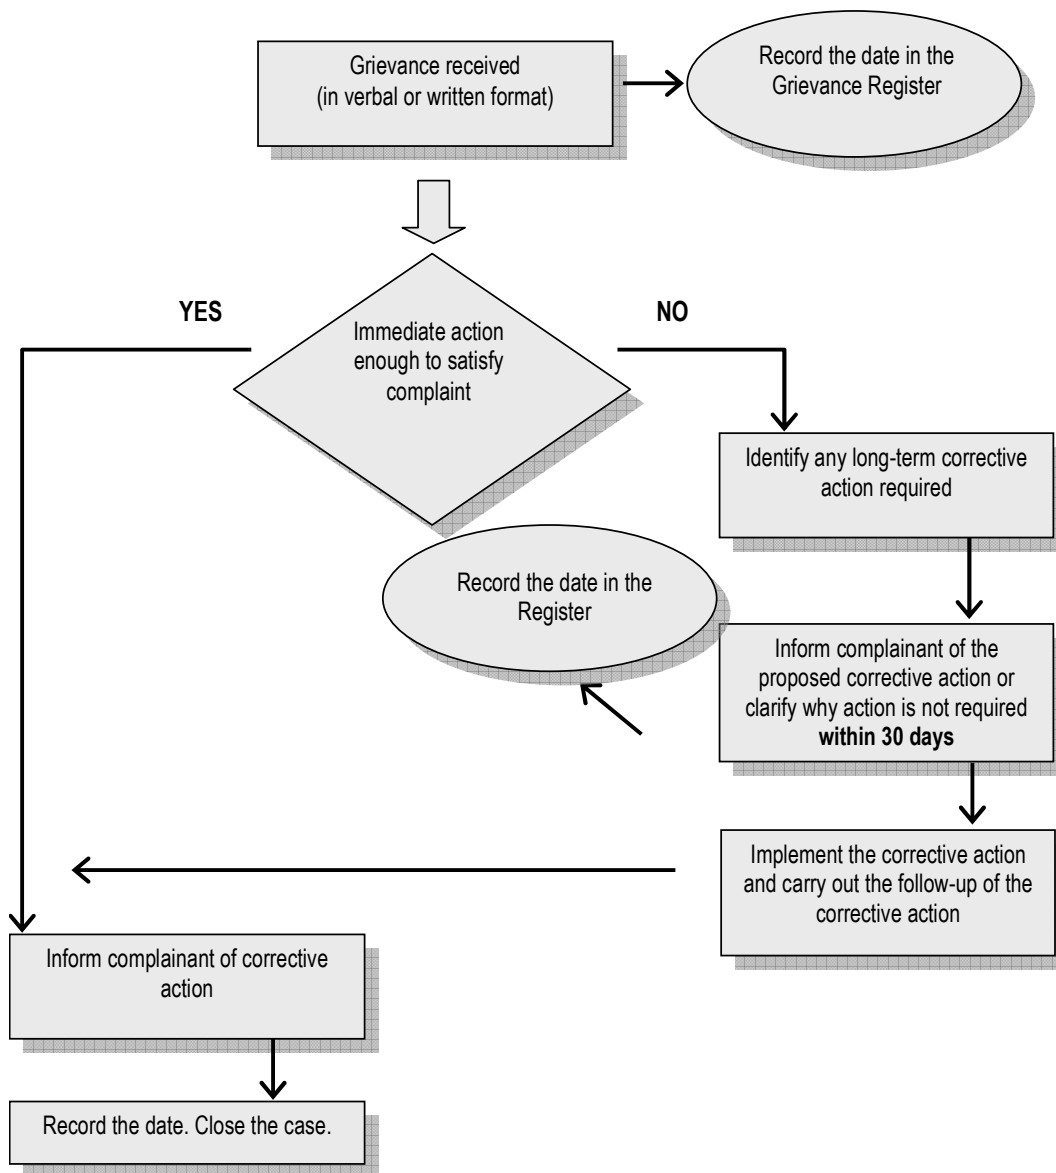 Grievance received
(in verbal or written format)
Record the date in the
Grievance Register
YES
NO
Immediate action
enough to satisfy
complaint
Identify any long-term corrective
action required
Record the date in the
Register
Inform complainant of the
proposed corrective action or
clarify why action is not required
within 30 days
Implement the corrective action
and carry out the follow-up of the
corrective action
Inform complainant of corrective
action
Record the date. Close the case.